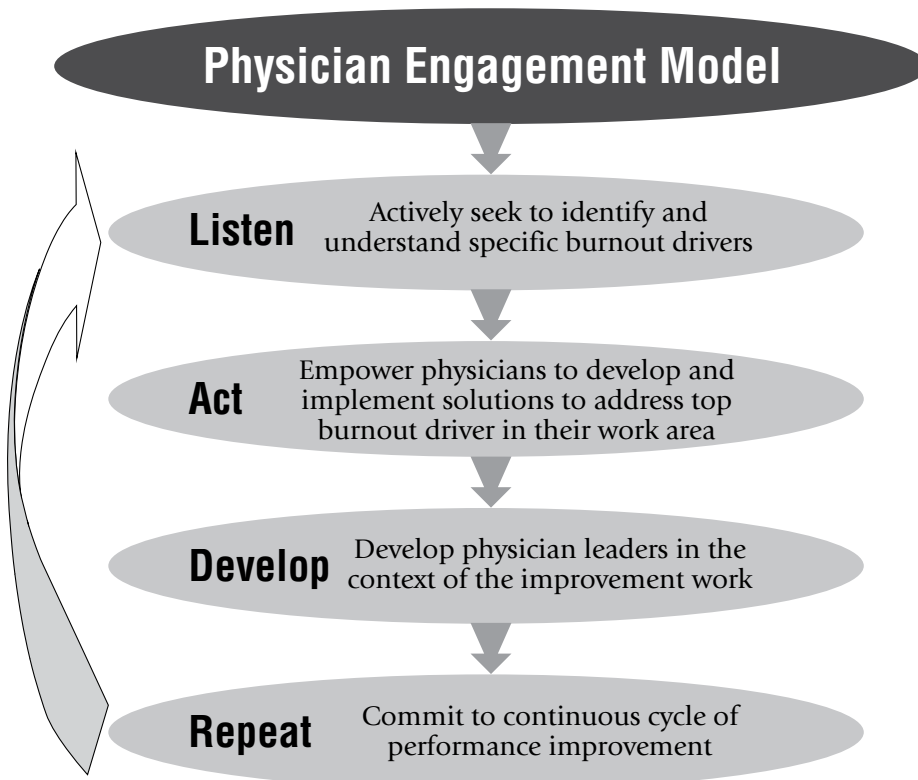 Physician Engagement Model
Listen
Actively seek to identify and
understand specific burnout drivers
Act
Empower physicians to develop and
implement solutions to address top
burnout driver in their work area
Develop
Develop physician leaders in the
context of the improvement work
Repeat
Commit to continuous cycle of
performance improvement